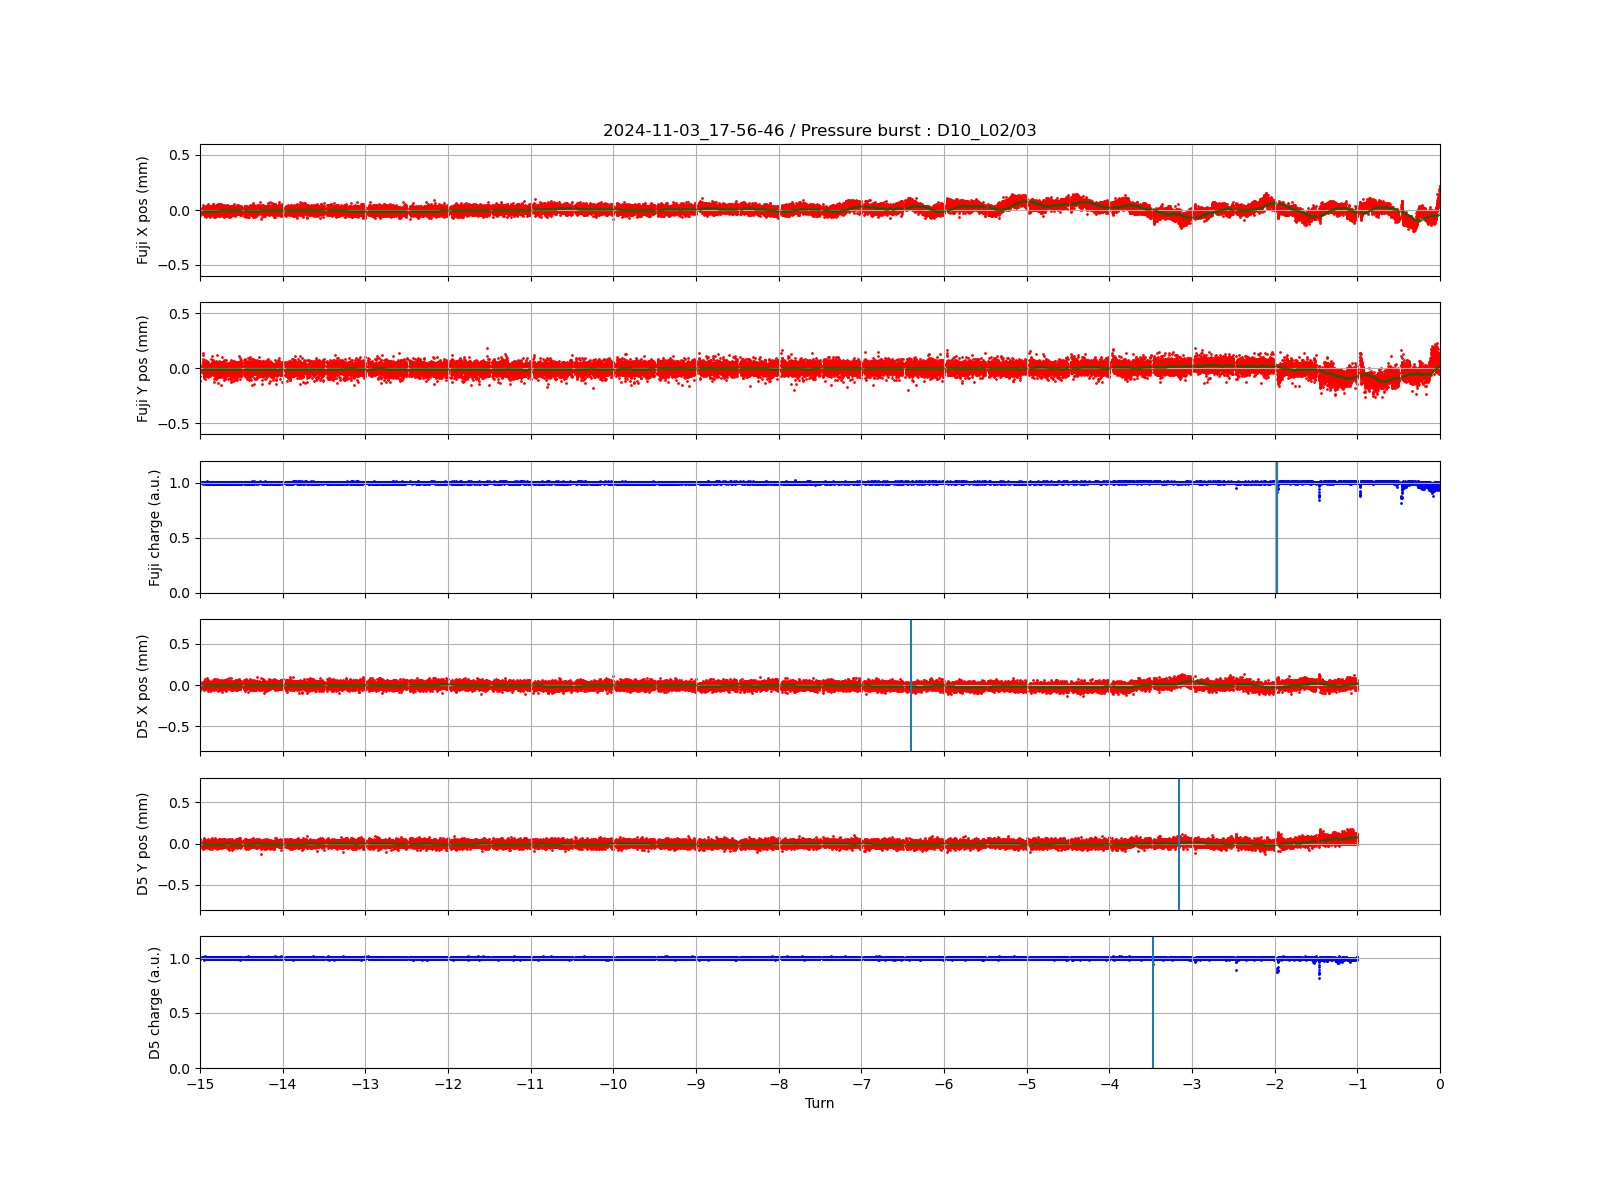 2024-11-03_17-56-46 / Pressure burst : D10_L02/03
Fuji X pos (mm)
0.5
0.0
−0.5
Fuji Y pos (mm)
0.5
0.0
−0.5
Fuji charge (a.u.)
1.0
0.5
0.0
D5 X pos (mm)
0.5
0.0
−0.5
D5 Y pos (mm)
0.5
0.0
−0.5
D5 charge (a.u.)
1.0
0.5
0.0
−15 −14 −13 −12 −11 −10 −9 −8 −7 −6 −5 −4 −3 −2 −1 0
Turn